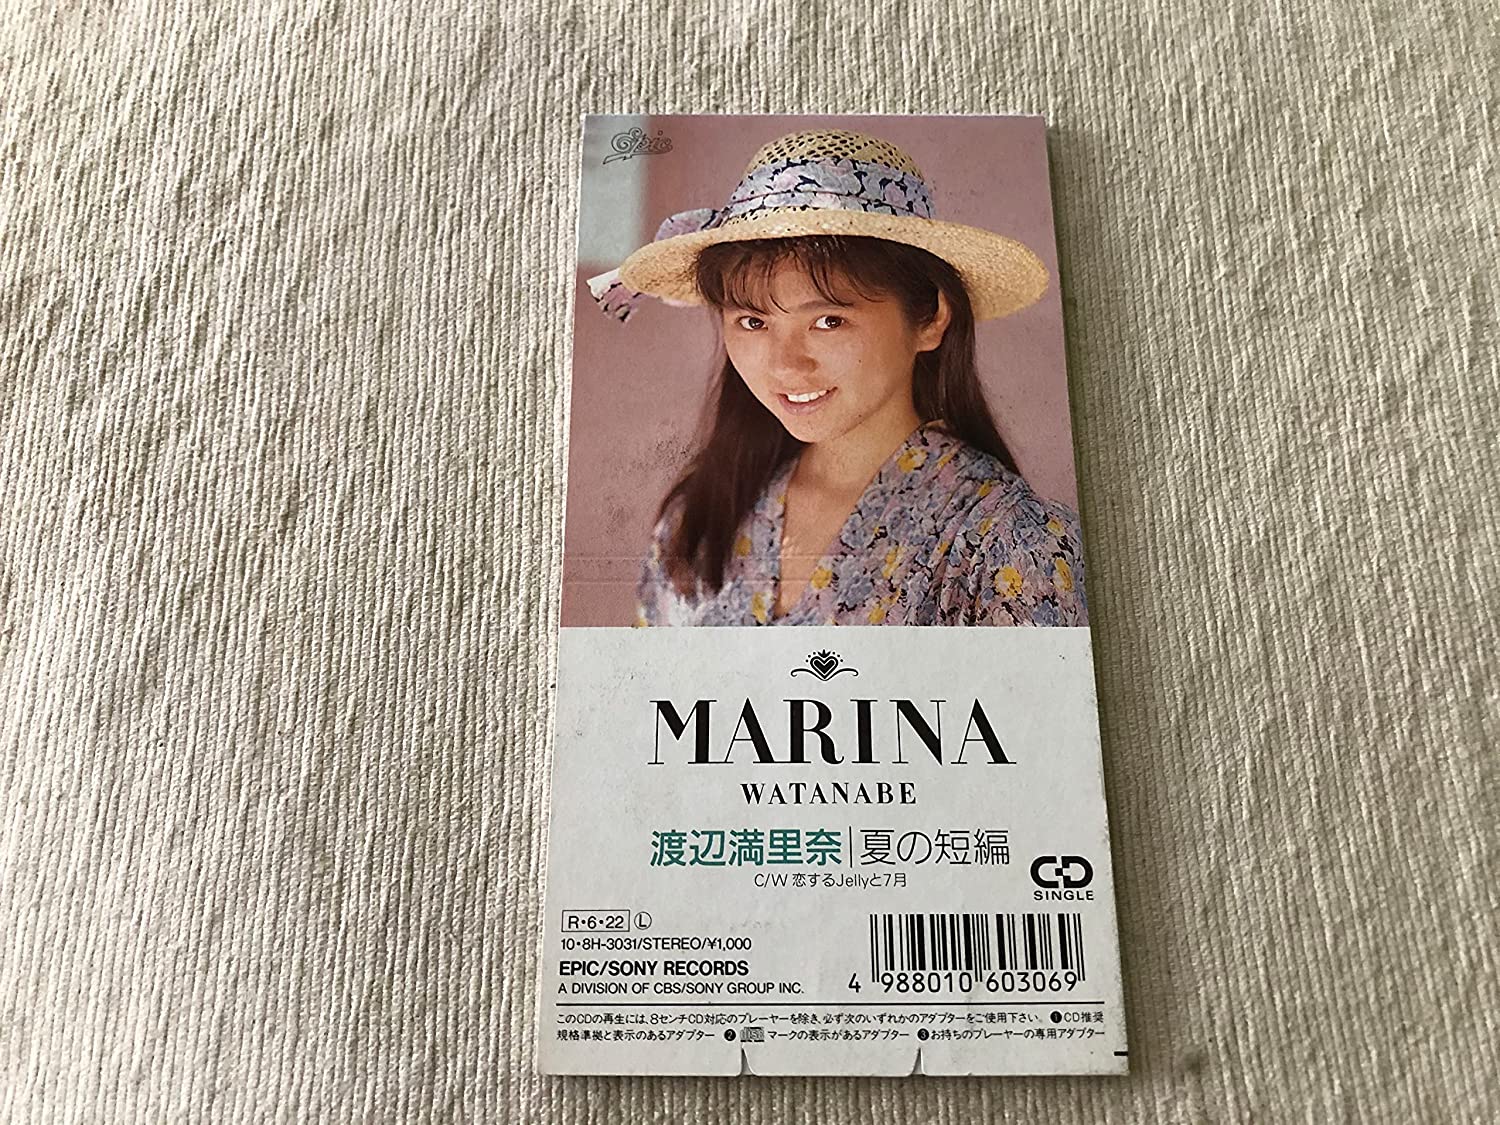 Epic
MARINA
WATANABE
渡辺満里奈|夏の短編
C/W 恋するJellyと7月
CD
SINGLE
R・6・22 Ⓛ
10・8H-3031/STEREO/¥1,000
EPIC/SONY RECORDS
A DIVISION OF CBS/SONY GROUP INC.
4 988010 603069
このCDの再生には、8センチCD対応のプレーヤーを除き、必ず次のいずれかのアダプターをご使用下さい。❶CD推奨
規格準拠と表示のあるアダプター ❷ disc マークの表示があるアダプター ❸お持ちのプレーヤーの専用アダプター